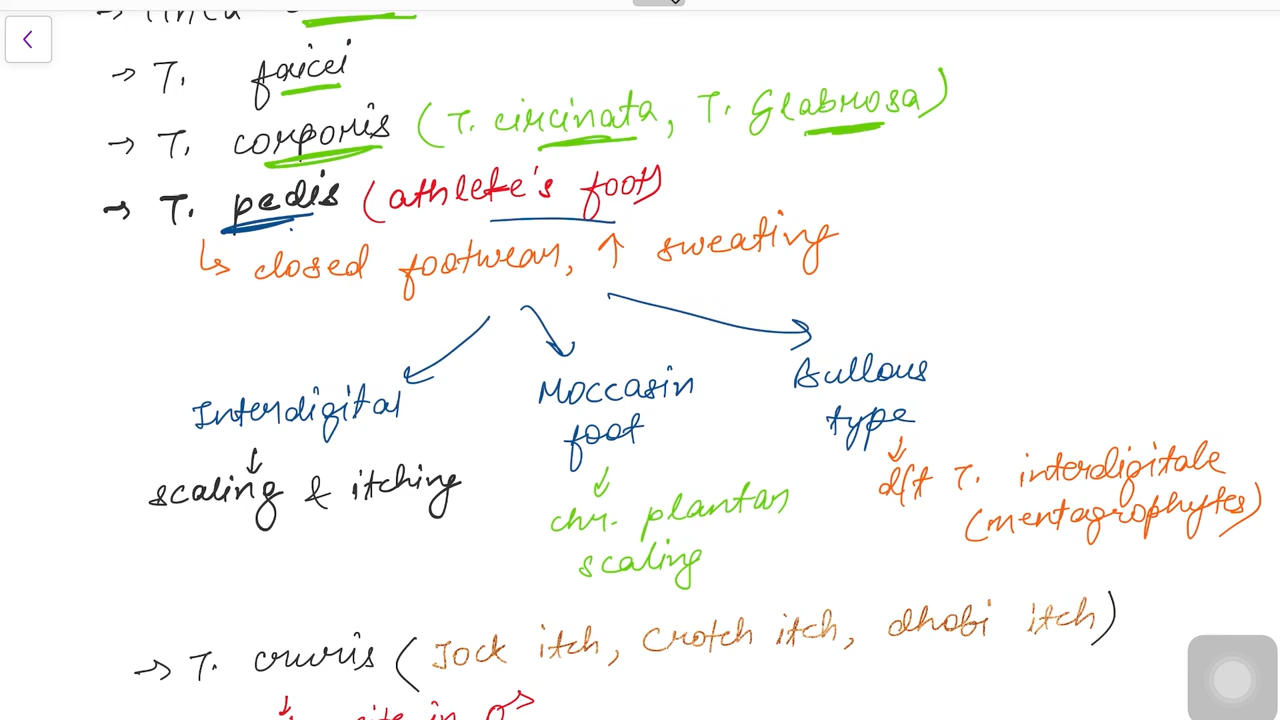 → T. faicei
→ T. corporis (T. circinata, T. Glabrosa)
→ T. pedis (athlete's foot)
↳ closed footwear, ↑ sweating
Interdigital
↓
scaling & itching
Moccasin
foot
↓
chr. plantar
scaling
Bullous
type
↓
d/t T. interdigitale
(mentagrophytes)
→ T. cruris (Jock itch, Crotch itch, dhobi itch)